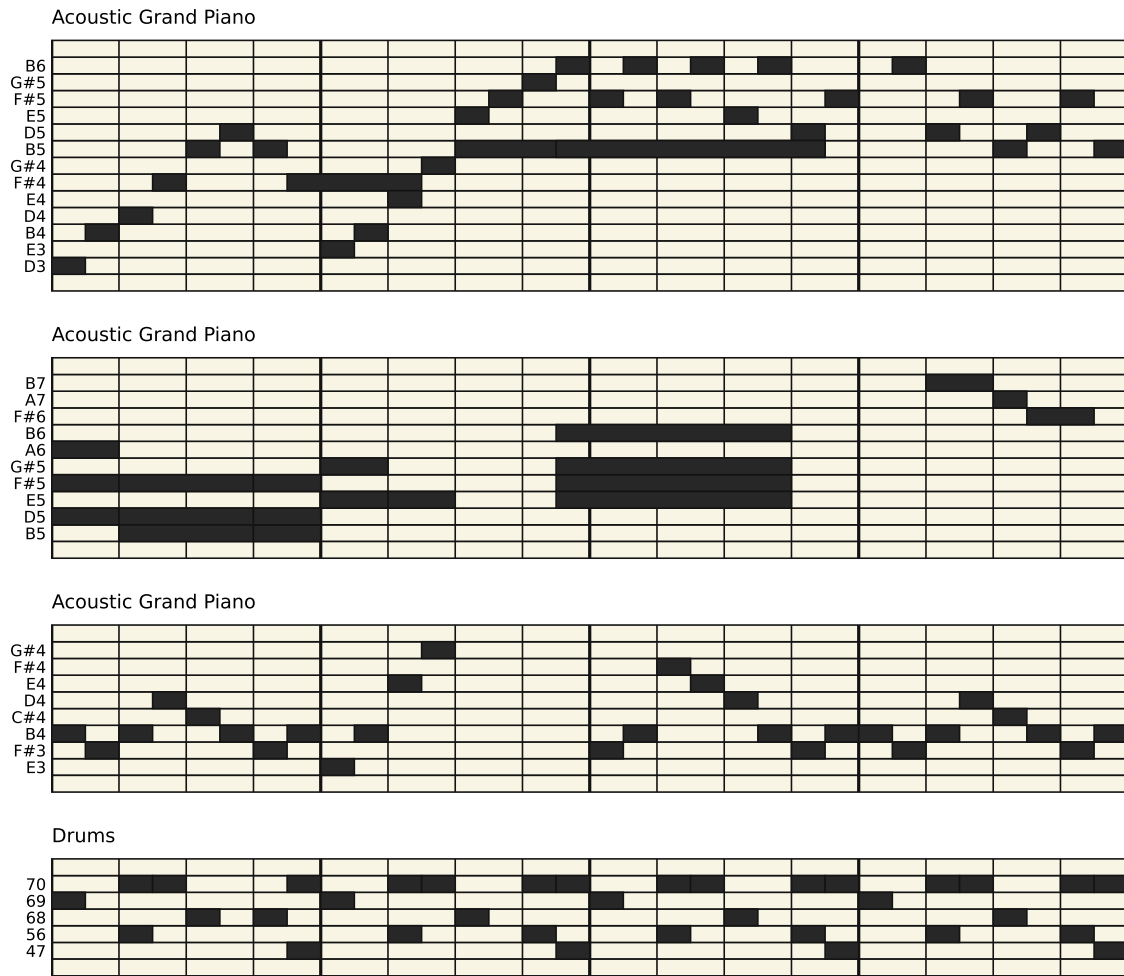 Acoustic Grand Piano
B6
G#5
F#5
E5
D5
B5
G#4
F#4
E4
D4
B4
E3
D3
Acoustic Grand Piano
B7
A7
F#6
B6
A6
G#5
F#5
E5
D5
B5
Acoustic Grand Piano
G#4
F#4
E4
D4
C#4
B4
F#3
E3
Drums
70
69
68
56
47